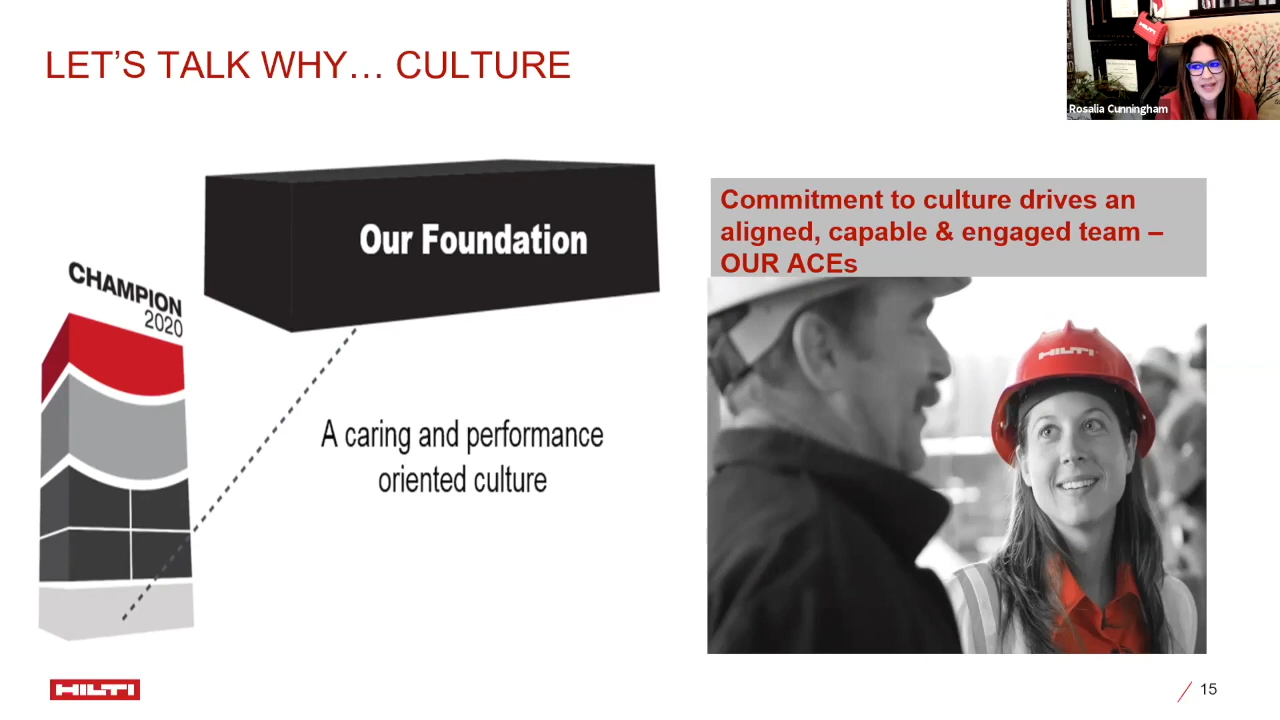 LET'S TALK WHY... CULTURE
HILTI
Rosalia Cunningham
Our Foundation
CHAMPION
2020
A caring and performance
oriented culture
Commitment to culture drives an
aligned, capable & engaged team –
OUR ACEs
HILTI
HILTI
15